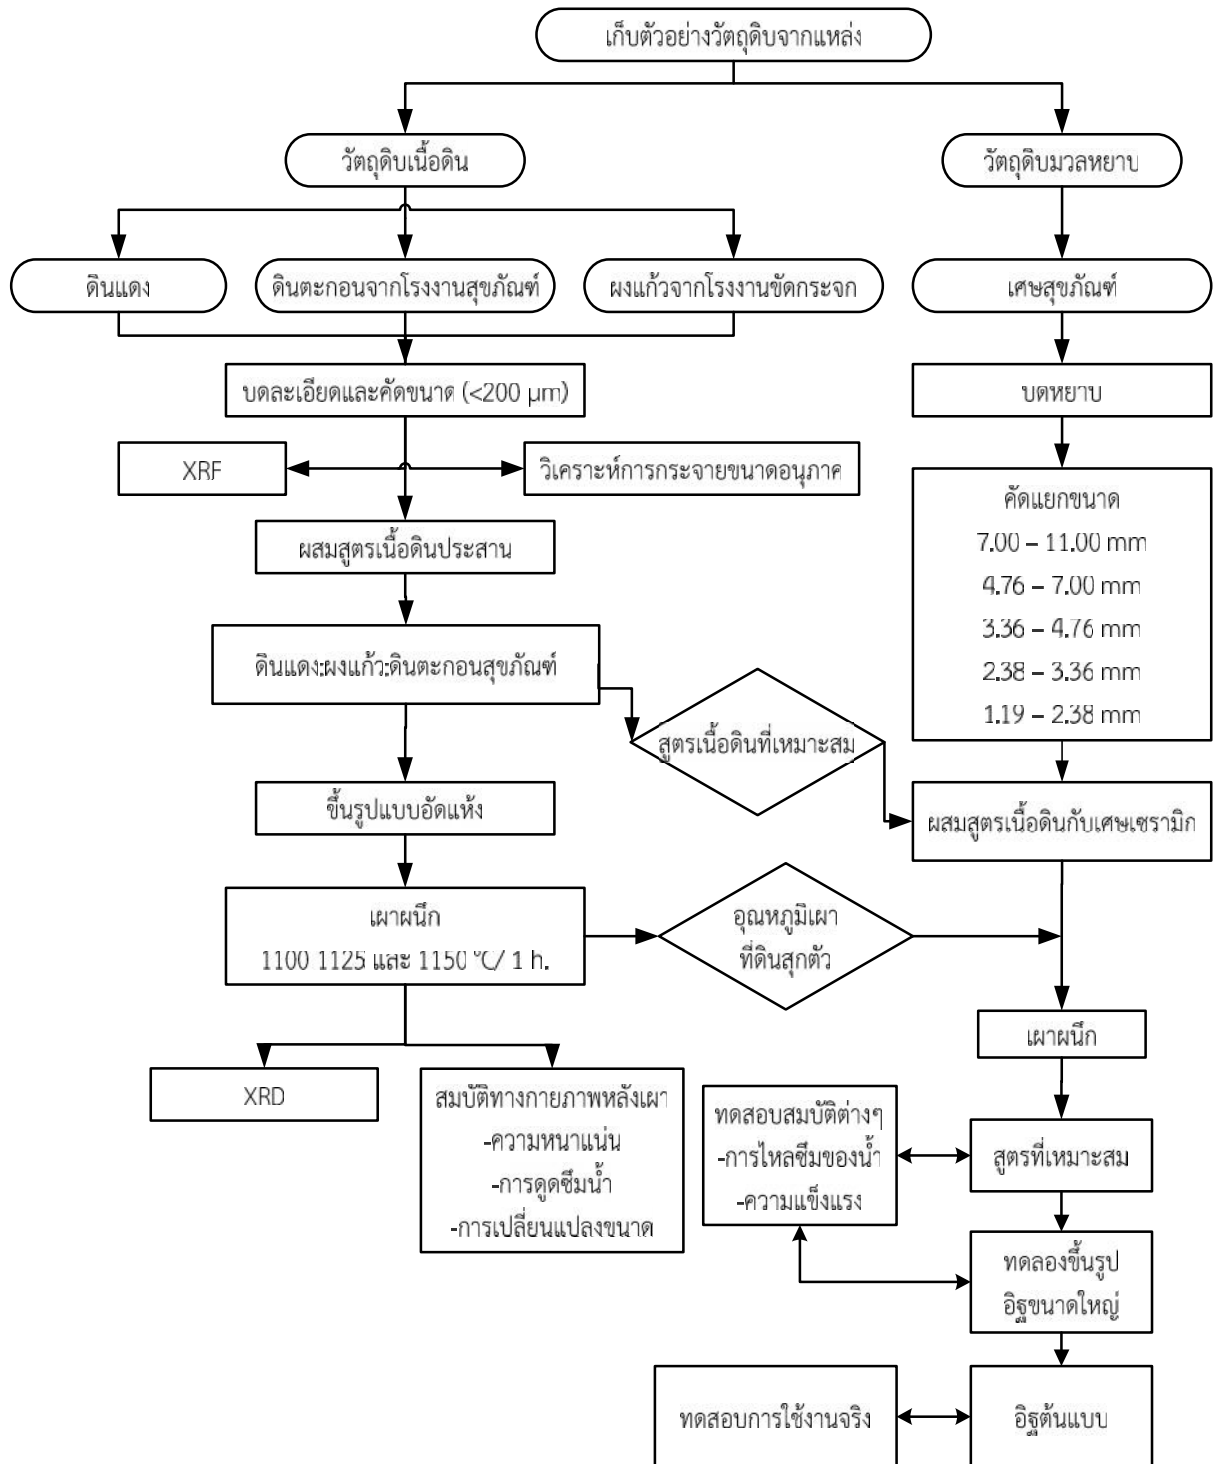 เก็บตัวอย่างวัตถุดิบจากแหล่ง
วัตถุดิบเนื้อดิน
วัตถุดิบมวลหยาบ
ดินแดง
ดินตะกอนจากโรงงานสุขภัณฑ์
ผงแก้วจากโรงงานขัดกระจก
เศษสุขภัณฑ์
บดละเอียดและคัดขนาด (<200 µm)
บดหยาบ
XRF
วิเคราะห์การกระจายขนาดอนุภาค
คัดแยกขนาด
7.00 – 11.00 mm
4.76 – 7.00 mm
3.36 – 4.76 mm
2.38 – 3.36 mm
1.19 – 2.38 mm
ผสมสูตรเนื้อดินประสาน
ดินแดง:ผงแก้ว:ดินตะกอนสุขภัณฑ์
สูตรเนื้อดินที่เหมาะสม
ขึ้นรูปแบบอัดแห้ง
ผสมสูตรเนื้อดินกับเศษเซรามิก
เผาผนึก
1100 1125 และ 1150 °C/ 1 h.
อุณหภูมิเผา
ที่ดินสุกตัว
เผาผนึก
XRD
สมบัติทางกายภาพหลังเผา
-ความหนาแน่น
-การดูดซึมน้ำ
-การเปลี่ยนแปลงขนาด
ทดสอบสมบัติต่างๆ
-การไหลซึมของน้ำ
-ความแข็งแรง
สูตรที่เหมาะสม
ทดลองขึ้นรูป
อิฐขนาดใหญ่
ทดสอบการใช้งานจริง
อิฐต้นแบบ